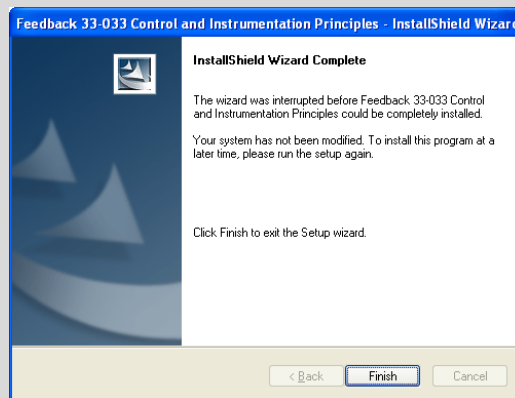 Feedback 33-033 Control and Instrumentation Principles - InstallShield Wizard
InstallShield Wizard Complete
The wizard was interrupted before Feedback 33-033 Control
and Instrumentation Principles could be completely installed.
Your system has not been modified. To install this program at a
later time, please run the setup again.
Click Finish to exit the Setup wizard.
< Back
Finish
Cancel